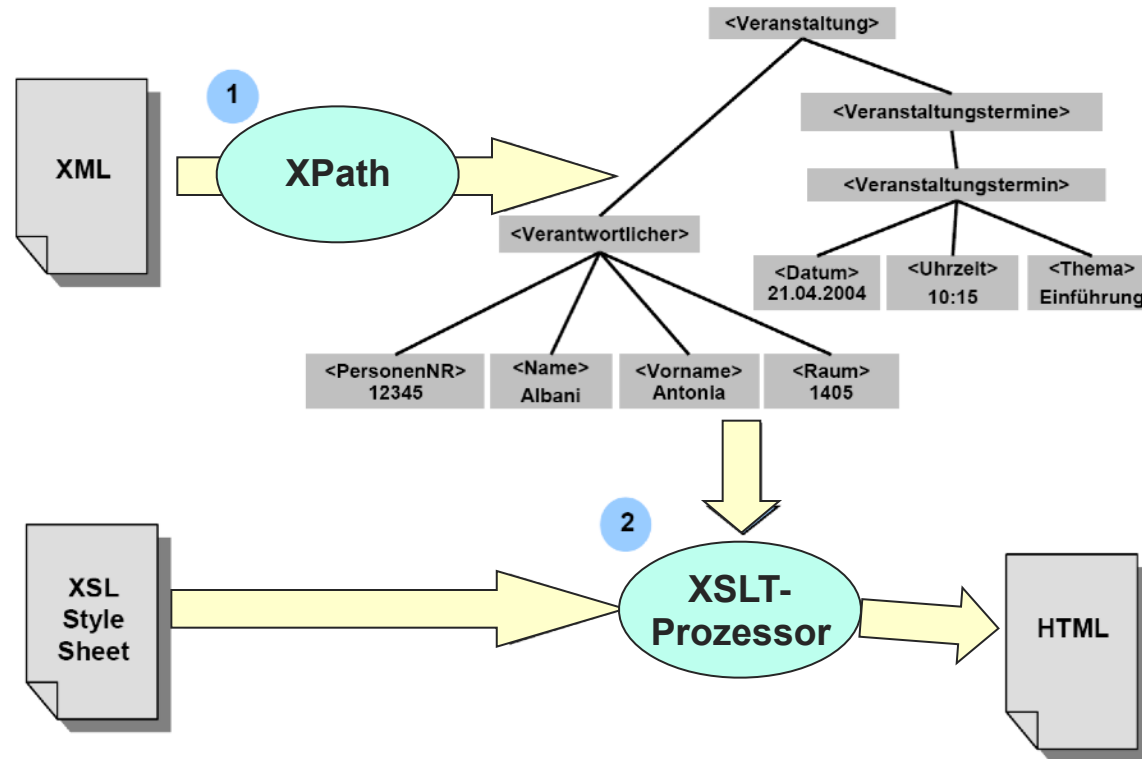 <Veranstaltung>
1
XML
XPath
<Veranstaltungstermine>
<Veranstaltungstermin>
<Verantwortlicher>
<Datum>
21.04.2004
<Uhrzeit>
10:15
<Thema>
Einführung
<PersonenNR>
12345
<Name>
Albani
<Vorname>
Antonia
<Raum>
1405
2
XSL
Style
Sheet
XSLT-
Prozessor
HTML